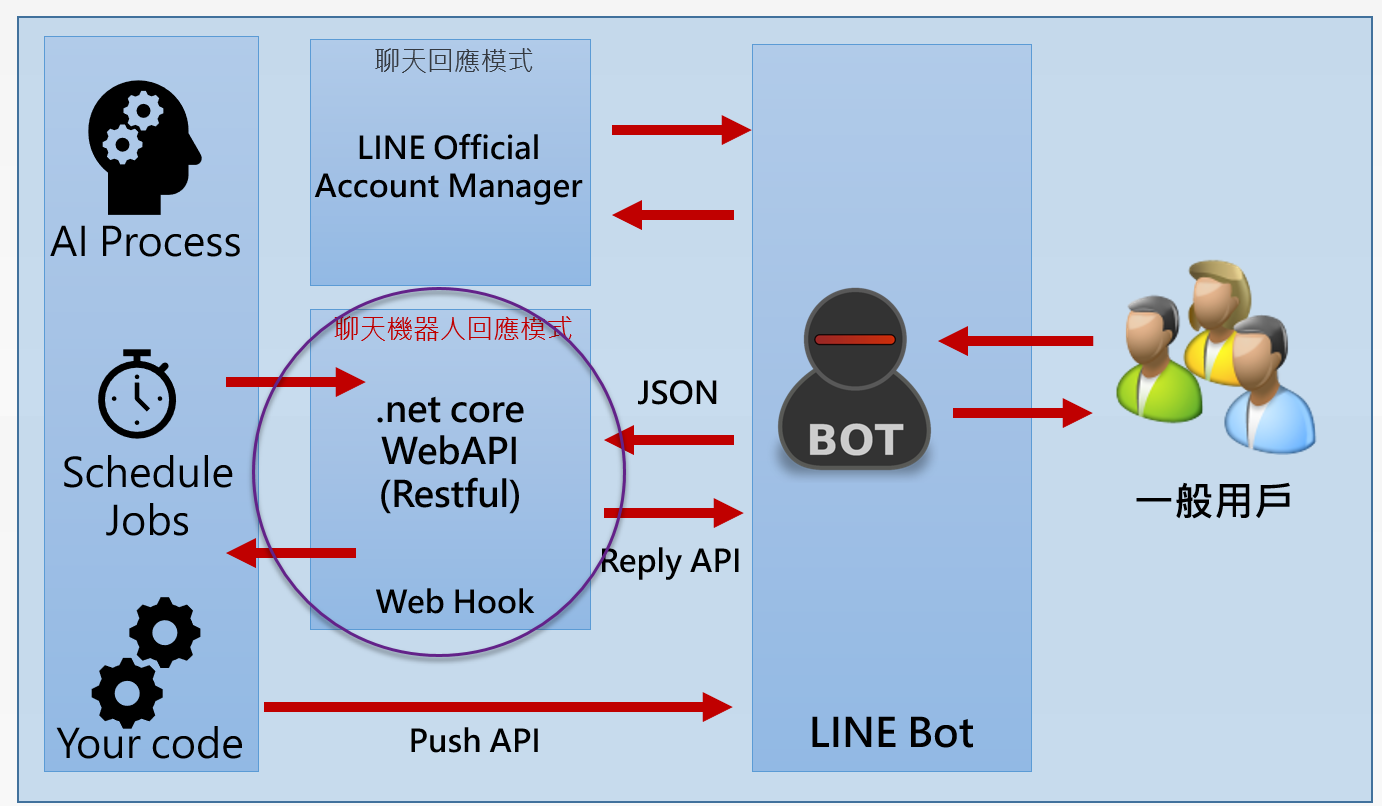 聊天回應模式
LINE Official
Account Manager
AI Process
聊天機器人回應模式
.net core
WebAPI
(Restful)
Web Hook
Schedule
Jobs
Your code
JSON
Reply API
Push API
BOT
LINE Bot
一般用戶